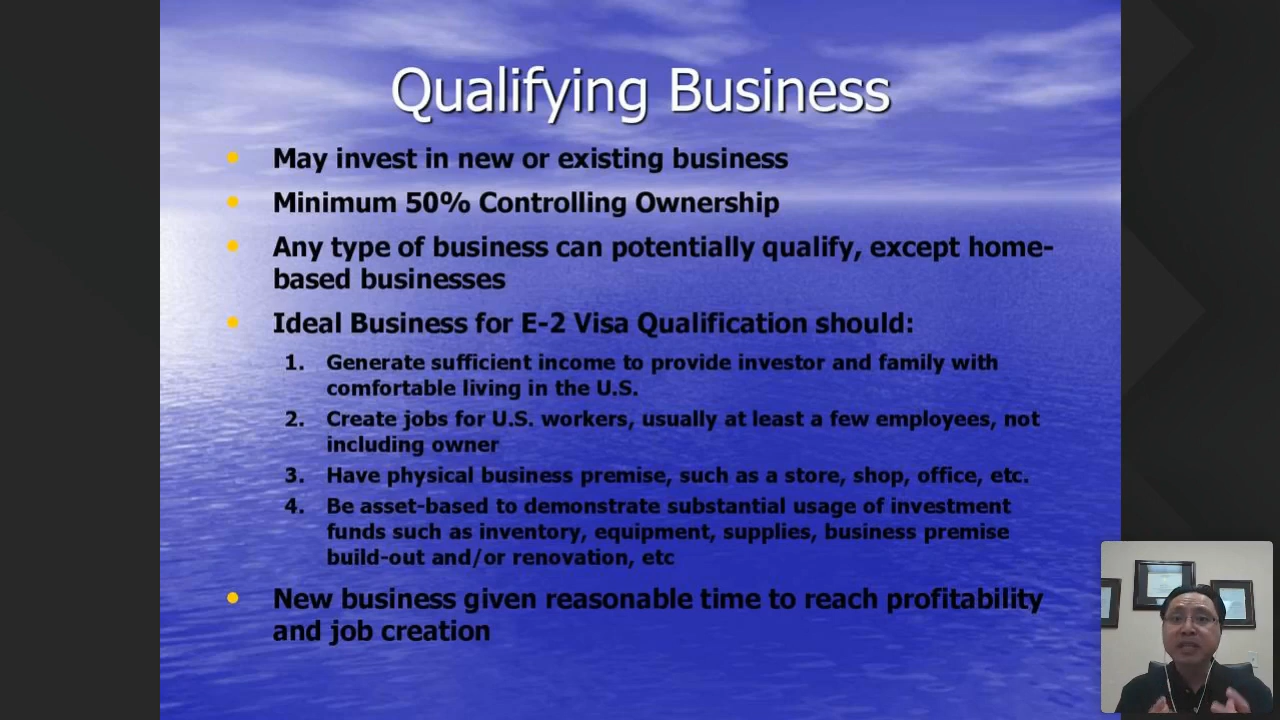 Qualifying Business
• May invest in new or existing business
• Minimum 50% Controlling Ownership
• Any type of business can potentially qualify, except home-
based businesses
• Ideal Business for E-2 Visa Qualification should:
1. Generate sufficient income to provide investor and family with
comfortable living in the U.S.
2. Create jobs for U.S. workers, usually at least a few employees, not
including owner
3. Have physical business premise, such as a store, shop, office, etc.
4. Be asset-based to demonstrate substantial usage of investment
funds such as inventory, equipment, supplies, business premise
build-out and/or renovation, etc
• New business given reasonable time to reach profitability
and job creation